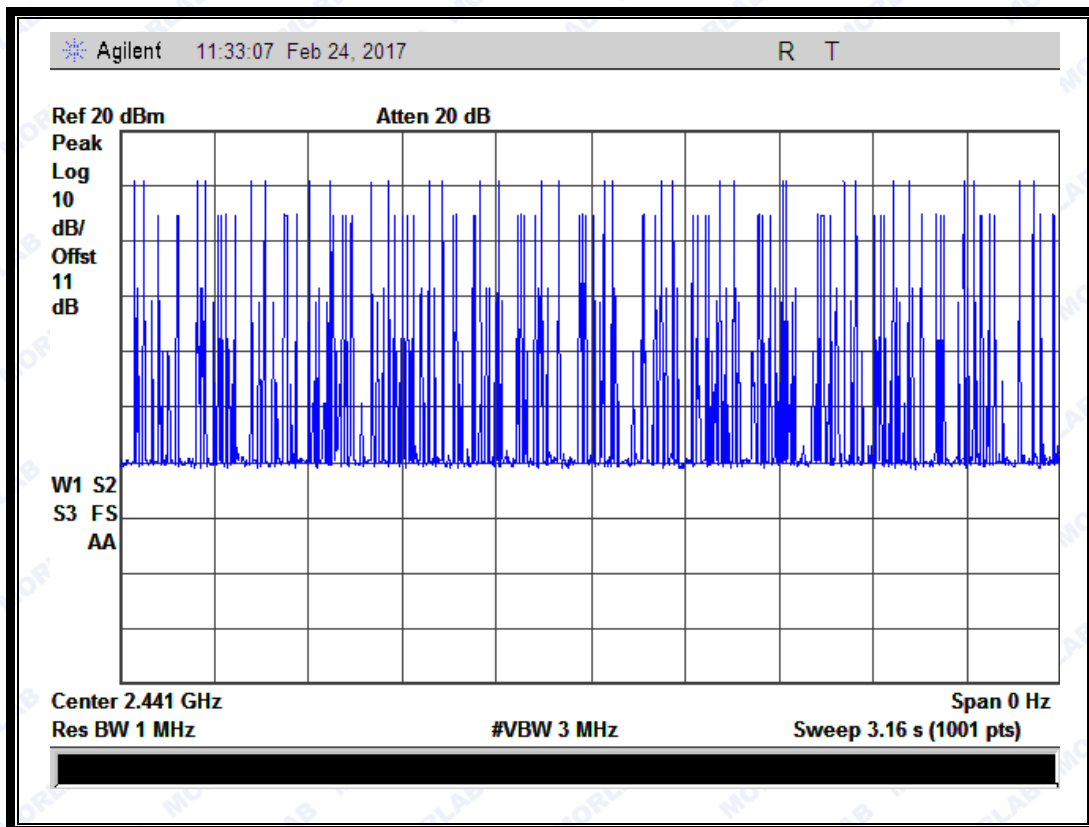 Agilent 11:33:07 Feb 24, 2017 R T
Ref 20 dBm Atten 20 dB
Peak
Log
10
dB/
Offst
11
dB
W1 S2
S3 FS
AA
Center 2.441 GHz Span 0 Hz
Res BW 1 MHz #VBW 3 MHz Sweep 3.16 s (1001 pts)